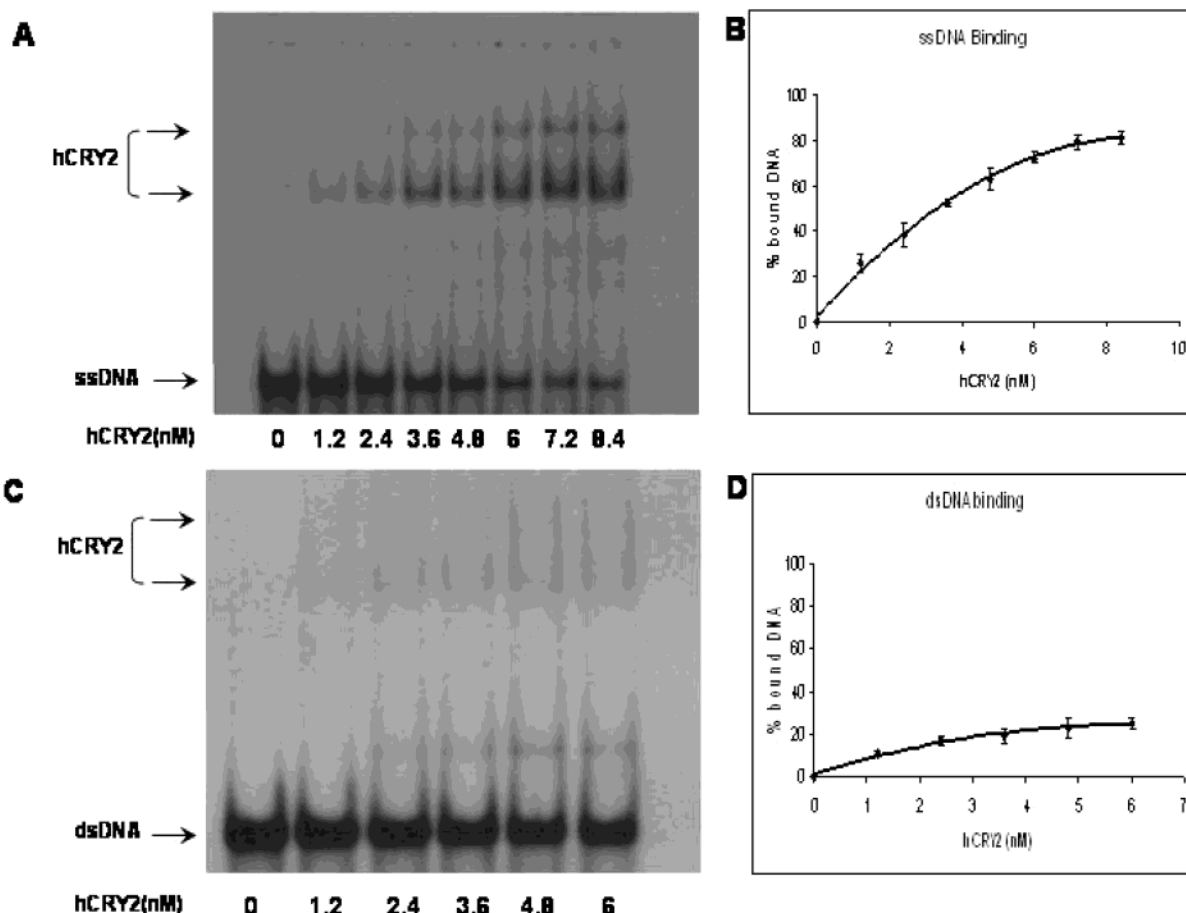 A
hCRY2
ssDNA
hCRY2(nM) 0 1.2 2.4 3.6 4.8 6 7.2 8.4
B
ssDNA Binding
% bound DNA
100
80
60
40
20
0
0 2 4 6 8 10
hCRY2 (nM)
C
hCRY2
dsDNA
hCRY2(nM) 0 1.2 2.4 3.6 4.8 6
D
dsDNA binding
% bound DNA
100
80
60
40
20
0
0 1 2 3 4 5 6 7
hCRY2 (nM)